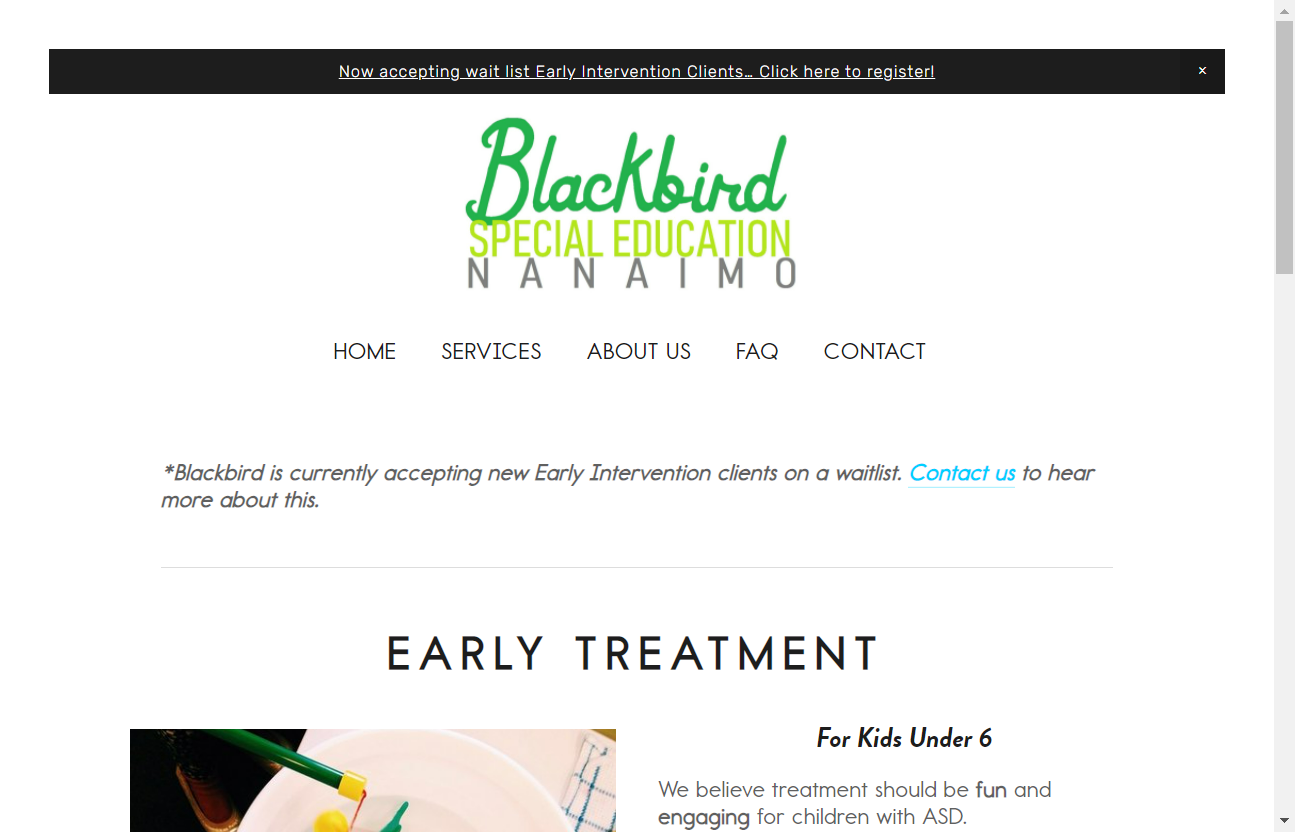 Now accepting wait list Early Intervention Clients… Click here to register!
×
Blackbird
SPECIAL EDUCATION
NANAIMO
HOME SERVICES ABOUT US FAQ CONTACT
*Blackbird is currently accepting new Early Intervention clients on a waitlist. Contact us to hear
more about this.
EARLY TREATMENT
For Kids Under 6
We believe treatment should be fun and
engaging for children with ASD.